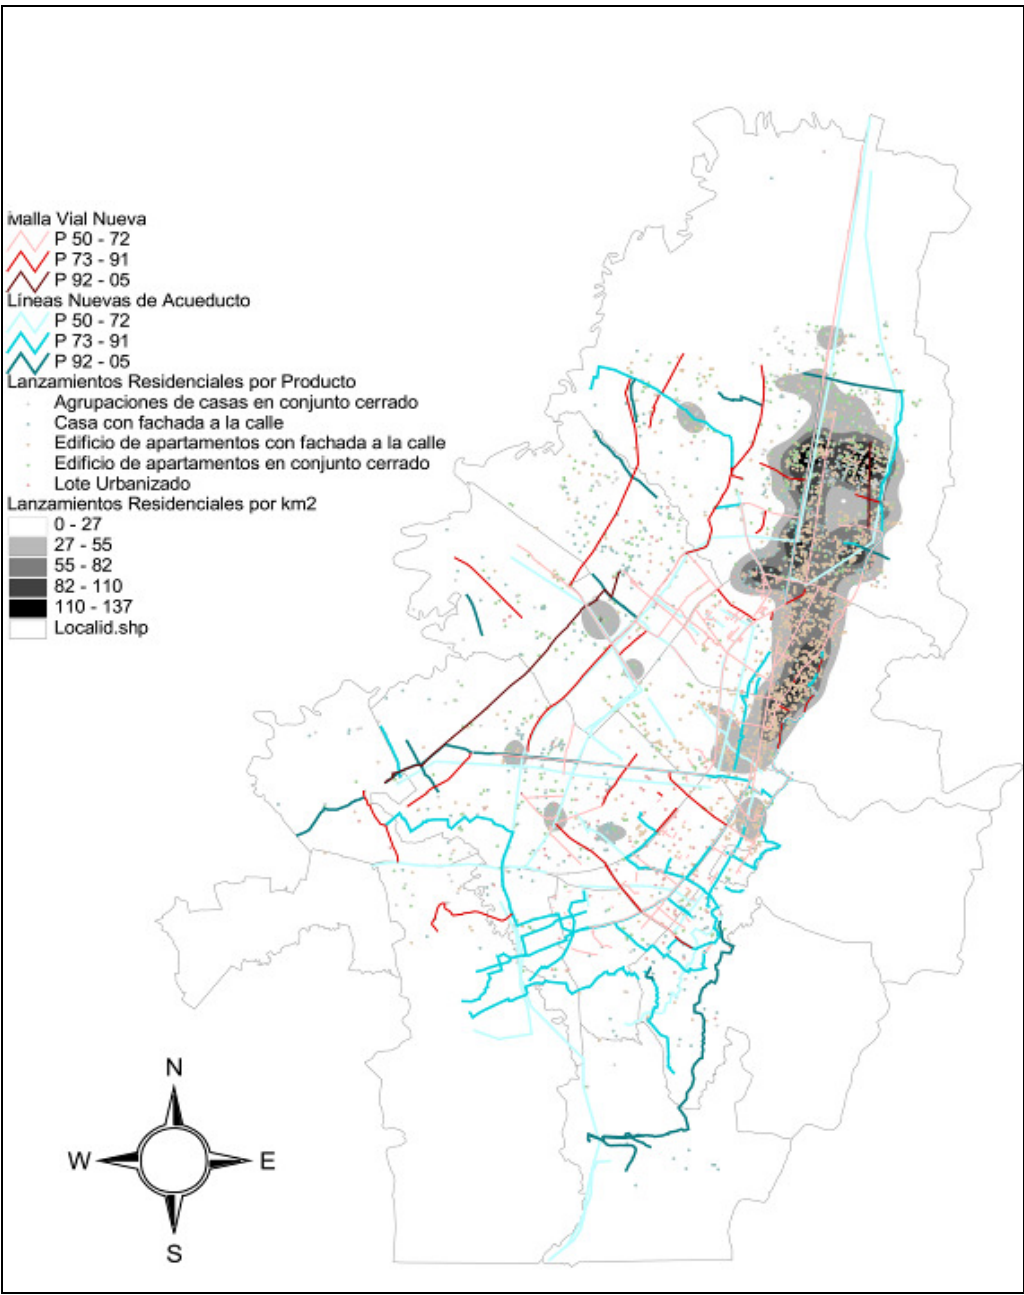 Malla Vial Nueva
P 50 - 72
P 73 - 91
P 92 - 05
Líneas Nuevas de Acueducto
P 50 - 72
P 73 - 91
P 92 - 05
Lanzamientos Residenciales por Producto
Agrupaciones de casas en conjunto cerrado
Casa con fachada a la calle
Edificio de apartamentos con fachada a la calle
Edificio de apartamentos en conjunto cerrado
Lote Urbanizado
Lanzamientos Residenciales por km2
0 - 27
27 - 55
55 - 82
82 - 110
110 - 137
Localid.shp
N
W E
S